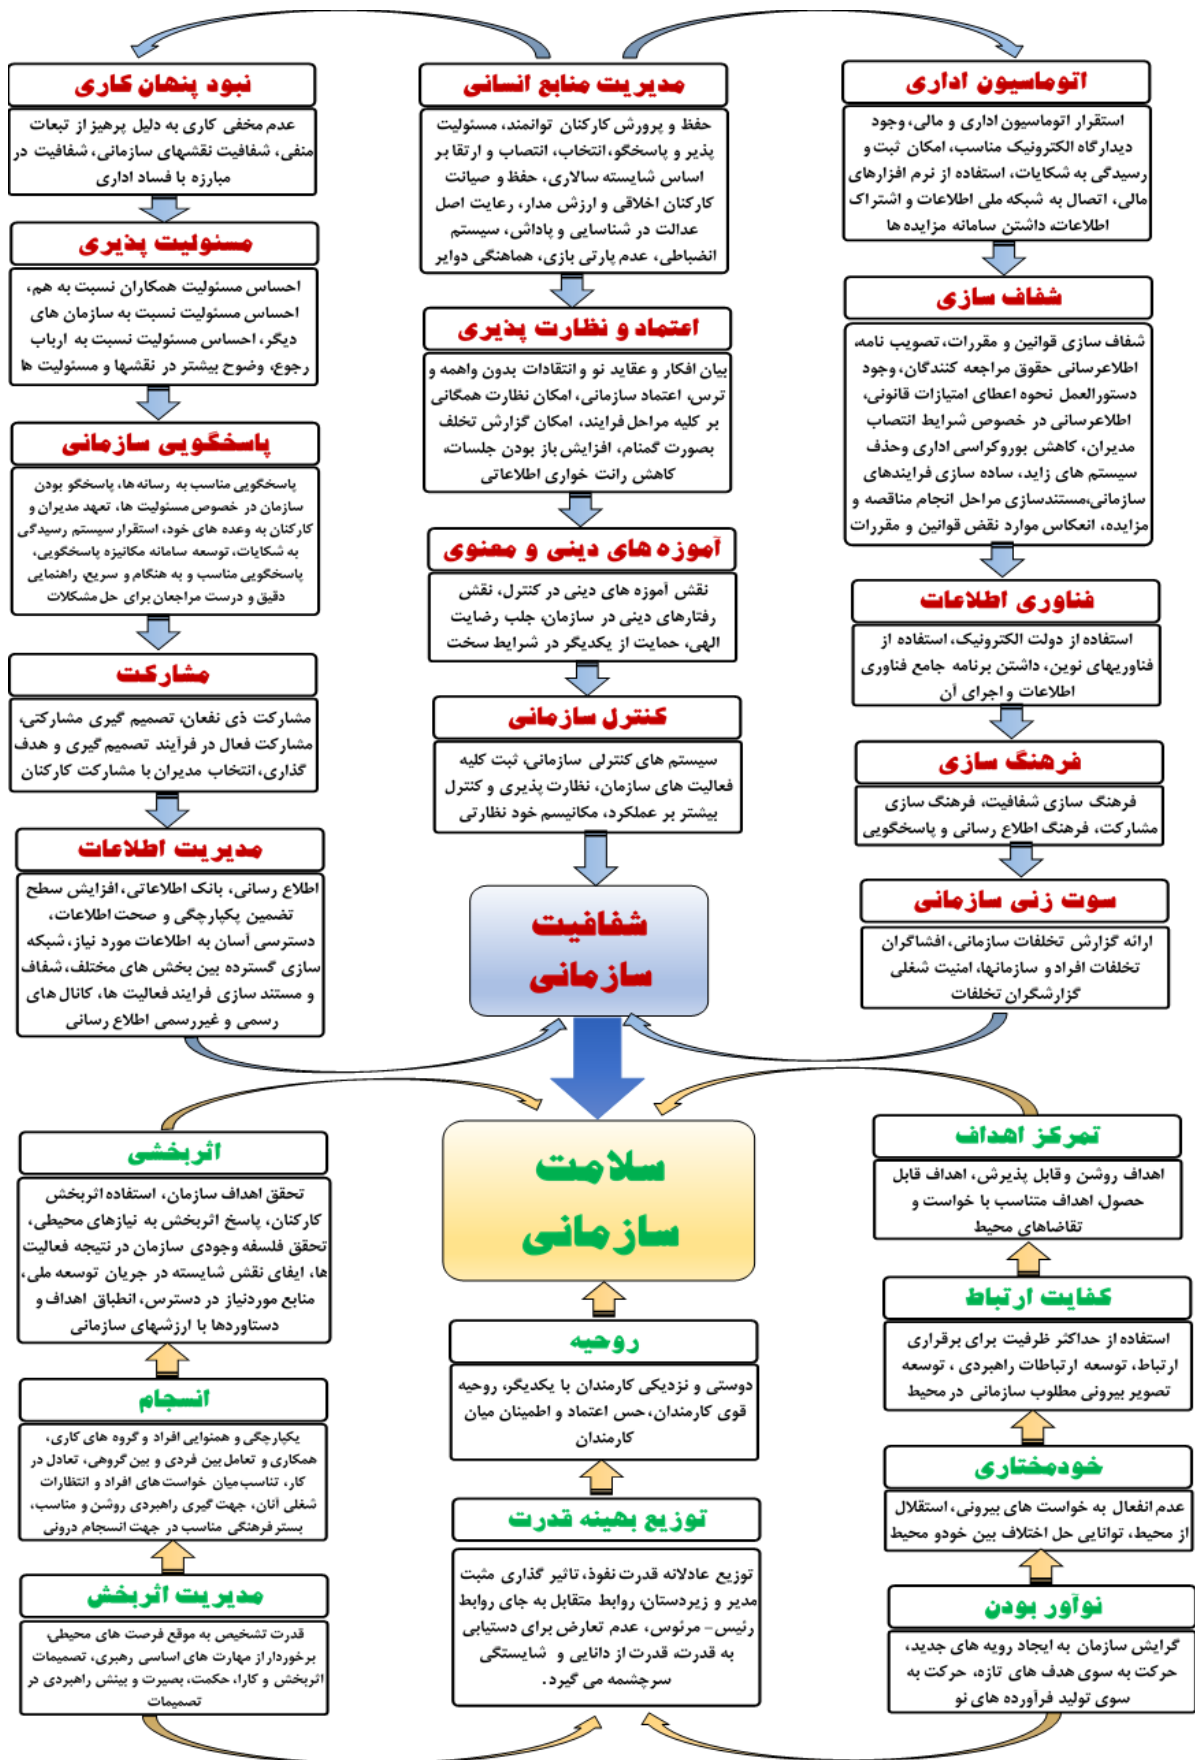 اتوماسیون اداری
استقرار اتوماسیون اداری و مالی، وجود
دیدارگاه الکترونیک مناسب، امکان ثبت و
رسیدگی به شکایات، استفاده از نرم افزارهای
مالی، اتصال به شبکه ملی اطلاعات و اشتراک
اطلاعات، داشتن سامانه مزایده ها
شفاف سازی
شفاف سازی قوانین و مقررات، تصویب نامه،
اطلاعرسانی حقوق مراجعه کنندگان، وجود
دستورالعمل نحوه اعطای امتیازات قانونی،
اطلاعرسانی در خصوص شرایط انتصاب
مدیران، کاهش بوروکراسی اداری وحذف
سیستم های زاید، ساده سازی فرایندهای
سازمانی،مستندسازی مراحل انجام مناقصه و
مزایده، انعکاس موارد نقض قوانین و مقررات
فناوری اطلاعات
استفاده از دولت الکترونیک، استفاده از
فناوریهای نوین، داشتن برنامه جامع فناوری
اطلاعات و اجرای آن
فرهنگ سازی
فرهنگ سازی شفافیت، فرهنگ سازی
مشارکت، فرهنگ اطلاع رسانی و پاسخگویی
سوت زنی سازمانی
ارائه گزارش تخلفات سازمانی، افشاگران
تخلفات افراد و سازمانها، امنیت شغلی
گزارشگران تخلفات
مدیریت منابع انسانی
حفظ و پرورش کارکنان توانمند، مسئولیت
پذیر و پاسخگو، انتخاب، انتصاب و ارتقا بر
اساس شایسته سالاری، حفظ و صیانت
کارکنان اخلاقی و ارزش مدار، رعایت اصل
عدالت در شناسایی و پاداش، سیستم
انضباطی، عدم پارتی بازی، هماهنگی دوایر
اعتماد و نظارت پذیری
بیان افکار و عقاید نو و انتقادات بدون واهمه و
ترس، اعتماد سازمانی، امکان نظارت همگانی
بر کلیه مراحل فرایند، امکان گزارش تخلف
بصورت گمنام، افزایش باز بودن جلسات،
کاهش رانت خواری اطلاعاتی
آموزه های دینی و معنوی
نقش آموزه های دینی در کنترل، نقش
رفتارهای دینی در سازمان، جلب رضایت
الهی، حمایت از یکدیگر در شرایط سخت
کنترل سازمانی
سیستم های کنترلی سازمانی، ثبت کلیه
فعالیت های سازمان، نظارت پذیری و کنترل
بیشتر بر عملکرد، مکانیسم خود نظارتی
نبود پنهان کاری
عدم مخفی کاری به دلیل پرهیز از تبعات
منفی، شفافیت نقشهای سازمانی، شفافیت در
مبارزه با فساد اداری
مسئولیت پذیری
احساس مسئولیت همکاران نسبت به هم،
احساس مسئولیت نسبت به سازمان های
دیگر، احساس مسئولیت نسبت به ارباب
رجوع، وضوح بیشتر در نقشها و مسئولیت ها
پاسخگویی سازمانی
پاسخگویی مناسب به رسانه ها، پاسخگو بودن
سازمان در خصوص مسئولیت ها، تعهد مدیران و
کارکنان به وعده های خود، استقرار سیستم رسیدگی
به شکایات، توسعه سامانه مکانیزه پاسخگویی،
پاسخگویی مناسب و به هنگام و سریع، راهنمایی
دقیق و درست مراجعان برای حل مشکلات
مشارکت
مشارکت ذی نفعان، تصمیم گیری مشارکتی،
مشارکت فعال در فرآیند تصمیم گیری و هدف
گذاری، انتخاب مدیران با مشارکت کارکنان
مدیریت اطلاعات
اطلاع رسانی، بانک اطلاعاتی، افزایش سطح
تضمین یکپارچگی و صحت اطلاعات،
دسترسی آسان به اطلاعات مورد نیاز، شبکه
سازی گسترده بین بخش های مختلف، شفاف
و مستند سازی فرایند فعالیت ها، کانال های
رسمی و غیررسمی اطلاع رسانی
شفافیت
سازمانی
سلامت
سازمانی
تمرکز اهداف
اهداف روشن و قابل پذیرش، اهداف قابل
حصول، اهداف متناسب با خواست و
تقاضاهای محیط
کفایت ارتباط
استفاده از حداکثر ظرفیت برای برقراری
ارتباط، توسعه ارتباطات راهبردی ، توسعه
تصویر بیرونی مطلوب سازمانی در محیط
خودمختاری
عدم انفعال به خواست های بیرونی، استقلال
از محیط، توانایی حل اختلاف بین خودو محیط
نوآور بودن
گرایش سازمان به ایجاد رویه های جدید،
حرکت به سوی هدف های تازه، حرکت به
سوی تولید فرآورده های نو
روحیه
دوستی و نزدیکی کارمندان با یکدیگر، روحیه
قوی کارمندان، حس اعتماد و اطمینان میان
کارمندان
توزیع بهینه قدرت
توزیع عادلانه قدرت نفوذ، تاثیر گذاری مثبت
مدیر و زیردستان، روابط متقابل به جای روابط
رئیس- مرئوس، عدم تعارض برای دستیابی
به قدرت، قدرت از دانایی و شایستگی
سرچشمه می گیرد.
اثربخشی
تحقق اهداف سازمان، استفاده اثربخش
کارکنان، پاسخ اثربخش به نیازهای محیطی،
تحقق فلسفه وجودی سازمان در نتیجه فعالیت
ها، ایفای نقش شایسته در جریان توسعه ملی،
منابع موردنیاز در دسترس، انطباق اهداف و
دستاوردها با ارزشهای سازمانی
انسجام
یکپارچگی و همنوایی افراد و گروه های کاری،
همکاری و تعامل بین فردی و بین گروهی، تعادل در
کار، تناسب میان خواست های افراد و انتظارات
شغلی آنان، جهت گیری راهبردی روشن و مناسب،
بستر فرهنگی مناسب در جهت انسجام درونی
مدیریت اثربخش
قدرت تشخیص به موقع فرصت های محیطی،
برخوردار از مهارت های اساسی رهبری، تصمیمات
اثربخش و کارا، حکمت، بصیرت و بینش راهبردی در
تصمیمات